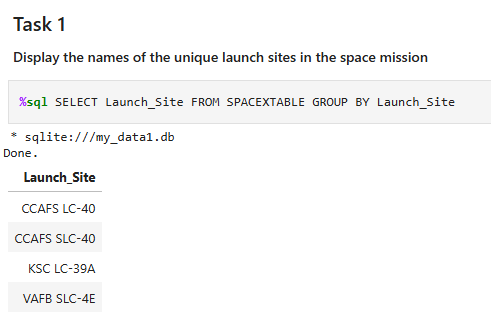 Task 1
Display the names of the unique launch sites in the space mission
%sql SELECT Launch_Site FROM SPACEXTABLE GROUP BY Launch_Site
* sqlite:///my_data1.db
Done.
Launch_Site
CCAFS LC-40
CCAFS SLC-40
KSC LC-39A
VAFB SLC-4E